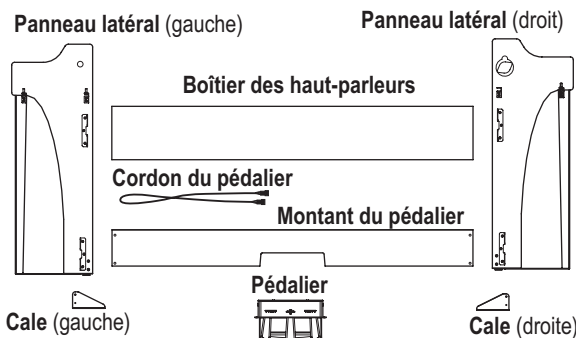 Panneau latéral (gauche)
Panneau latéral (droit)
Boîtier des haut-parleurs
Cordon du pédalier
Montant du pédalier
Pédalier
Cale (gauche)
Cale (droite)